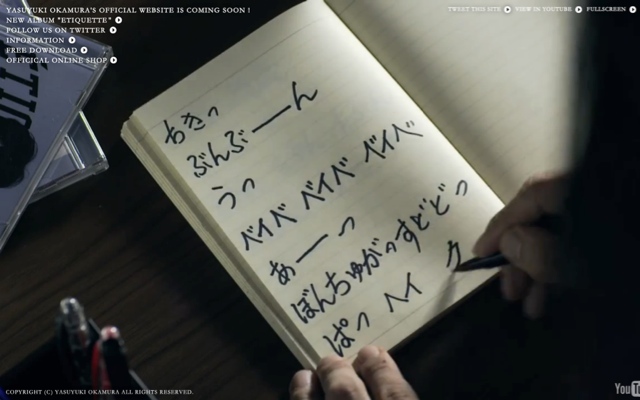 YASUYUKI OKAMURA'S OFFICIAL WEBSITE IS COMING SOON !
NEW ALBUM "ETIQUETTE"
FOLLOW US ON TWITTER
INFORMATION
FREE DOWNLOAD
OFFICICAL ONLINE SHOP
TWEET THIS SITE
VIEW IN YOUTUBE
FULLSCREEN
ちきっ
ぶんぶーーん
うっ
ベイベ ベイベ ベイベ
あーーっ
ぼんちゅがっすどどっ
ぱっ ヘイ ク
COPYRIGHT (C) YASUYUKI OKAMURA ALL RIGHTS RESERVED.